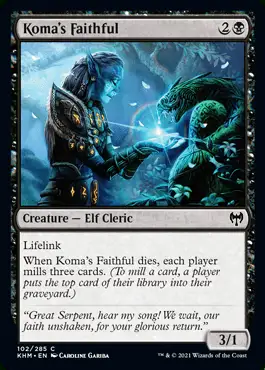 Koma's Faithful 2
Creature — Elf Cleric
Lifelink
When Koma's Faithful dies, each player
mills three cards. (To mill a card, a player
puts the top card of their library into their
graveyard.)
"Great Serpent, hear my song! We wait, our
faith unshaken, for your glorious return."
3/1
102/285 C
KHM • EN Caroline Gariba
™ & © 2021 Wizards of the Coast